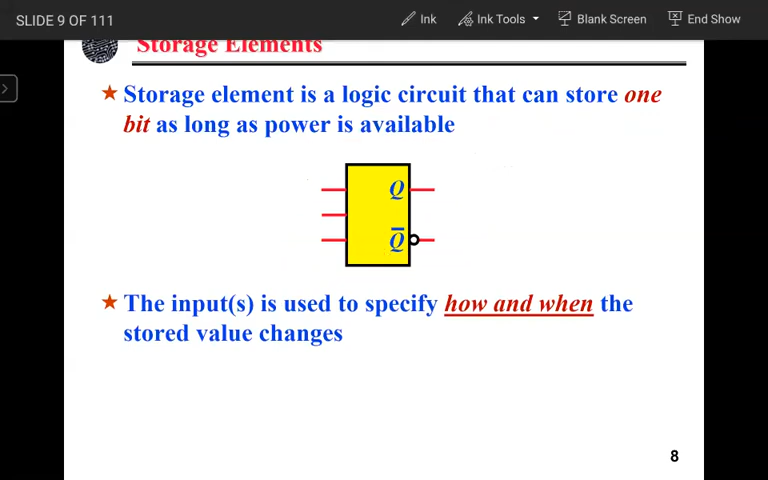 SLIDE 9 OF 111
Ink
Ink Tools
Blank Screen
End Show
Storage Elements
Storage element is a logic circuit that can store one
bit as long as power is available
Q
Q̅
The input(s) is used to specify how and when the
stored value changes
8